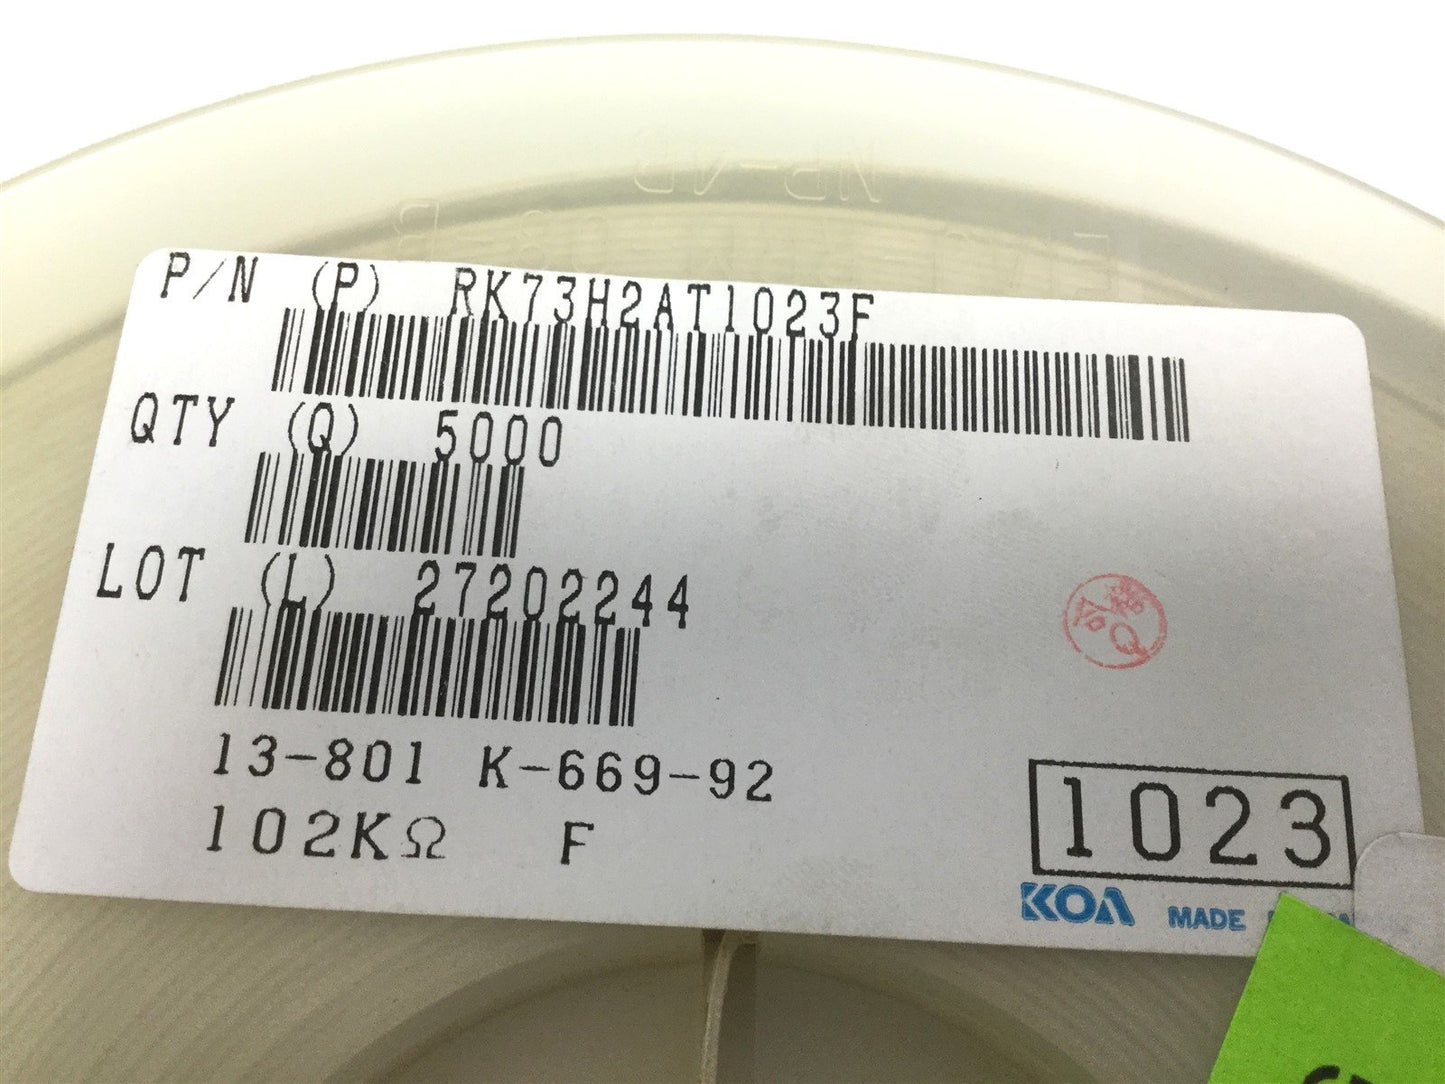 P/N (P) RK73H2AT1023F
QTY (Q) 5000
LOT (L) 27202244
13-801 K-669-92
102KΩ F
1023
KOA MADE